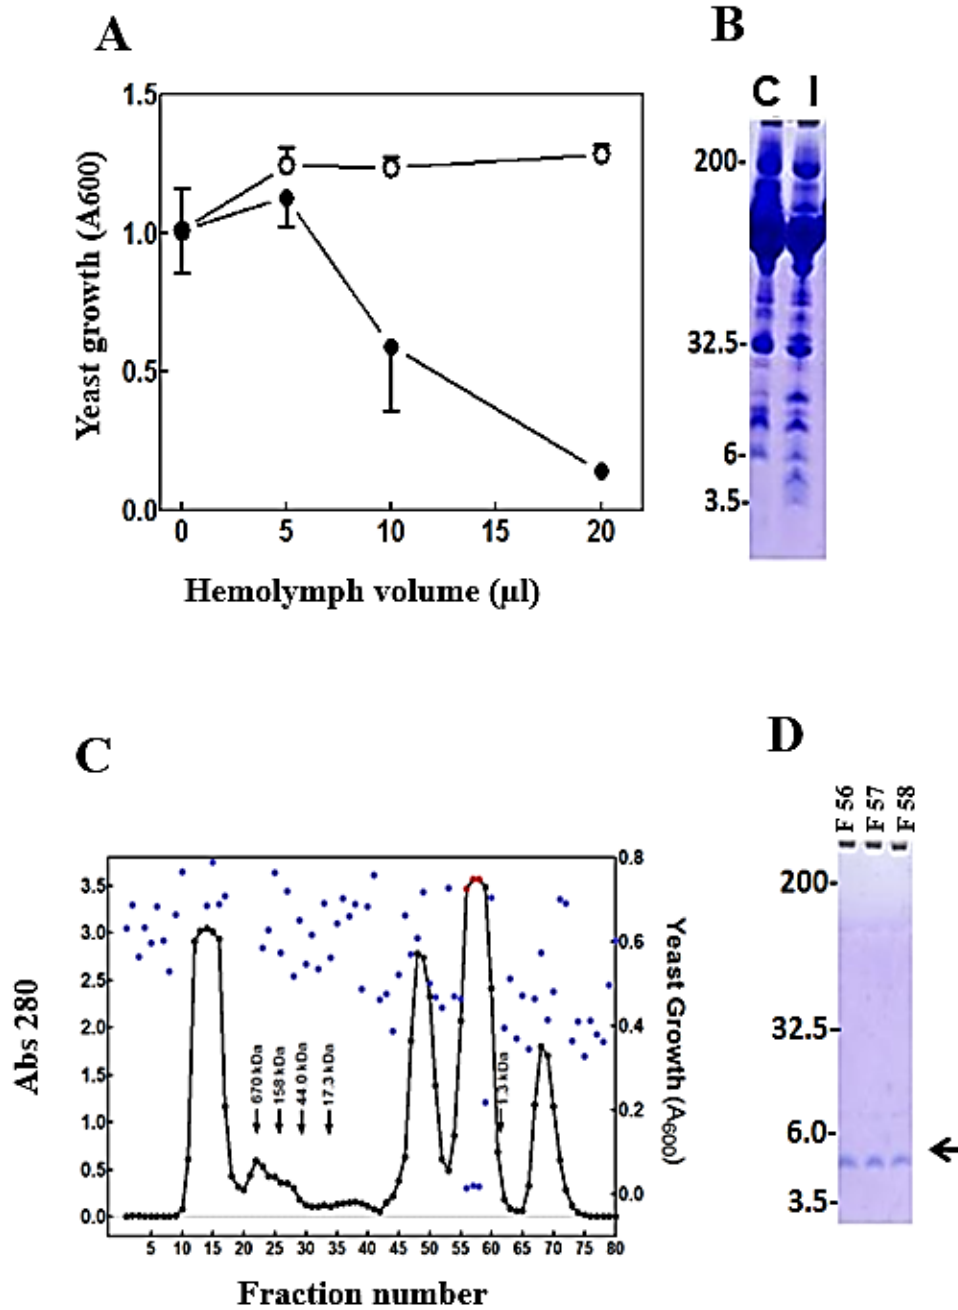 A
Yeast growth (A600)
1.5
1.0
0.5
0.0
0 5 10 15 20
Hemolymph volume (µl)
B
C I
200-
32.5-
6-
3.5-
C
Abs 280
3.5
3.0
2.5
2.0
1.5
1.0
0.5
0.0
670 kDa
158 kDa
44.0 kDa
17.3 kDa
1.3 kDa
0.8
0.6
0.4
0.2
0.0
Yeast Growth (A₆₀₀)
5 10 15 20 25 30 35 40 45 50 55 60 65 70 75 80
Fraction number
D
F 56
F 57
F 58
200-
32.5-
6.0-
3.5-